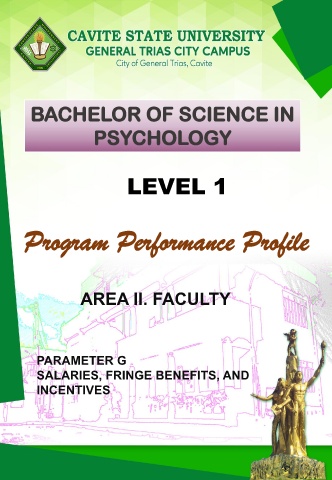 CAVITE STATE UNIVERSITY
GENERAL TRIAS CITY CAMPUS
City of General Trias, Cavite
BACHELOR OF SCIENCE IN
PSYCHOLOGY
LEVEL 1
Program Performance Profile
AREA II. FACULTY
PARAMETER G
SALARIES, FRINGE BENEFITS, AND
INCENTIVES